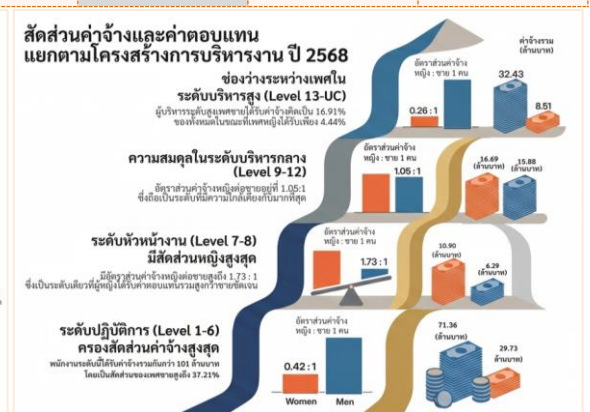 สัดส่วนค่าจ้างและค่าตอบแทน
แยกตามโครงสร้างการบริหารงาน ปี 2568
ช่องว่างระหว่างเพศใน
ระดับบริหารสูง (Level 13-UC)
ผู้บริหารระดับสูงเพศชายได้รับค่าจ้างคิดเป็น 16.91%
ของทั้งหมดในขณะที่เพศหญิงได้รับเพียง 4.44%
อัตราส่วนค่าจ้าง
หญิง : ชาย 1 คน
0.26 : 1
ค่าจ้างรวม
(ล้านบาท)
32.43
8.51
ความสมดุลในระดับบริหารกลาง
(Level 9-12)
อัตราส่วนค่าจ้างหญิงต่อชายอยู่ที่ 1.05:1
ซึ่งถือเป็นระดับที่มีความใกล้เคียงกันมากที่สุด
อัตราส่วนค่าจ้าง
หญิง : ชาย 1 คน
1.05 : 1
16.69
(ล้านบาท)
15.88
(ล้านบาท)
ระดับหัวหน้างาน (Level 7-8)
มีสัดส่วนหญิงสูงสุด
มีอัตราส่วนค่าจ้างหญิงต่อชายสูงถึง 1.73 : 1
ซึ่งเป็นระดับเดียวที่ผู้หญิงได้รับค่าตอบแทนรวมสูงกว่าชายชัดเจน
อัตราส่วนค่าจ้าง
หญิง : ชาย 1 คน
1.73 : 1
10.90
(ล้านบาท)
6.29
(ล้านบาท)
ระดับปฏิบัติการ (Level 1-6)
ครองสัดส่วนค่าจ้างสูงสุด
พนักงานระดับนี้ได้รับค่าจ้างรวมกันกว่า 101 ล้านบาท
โดยเป็นสัดส่วนของเพศชายสูงถึง 37.21%
อัตราส่วนค่าจ้าง
หญิง : ชาย 1 คน
0.42 : 1
Women
Men
71.36
(ล้านบาท)
29.73
(ล้านบาท)